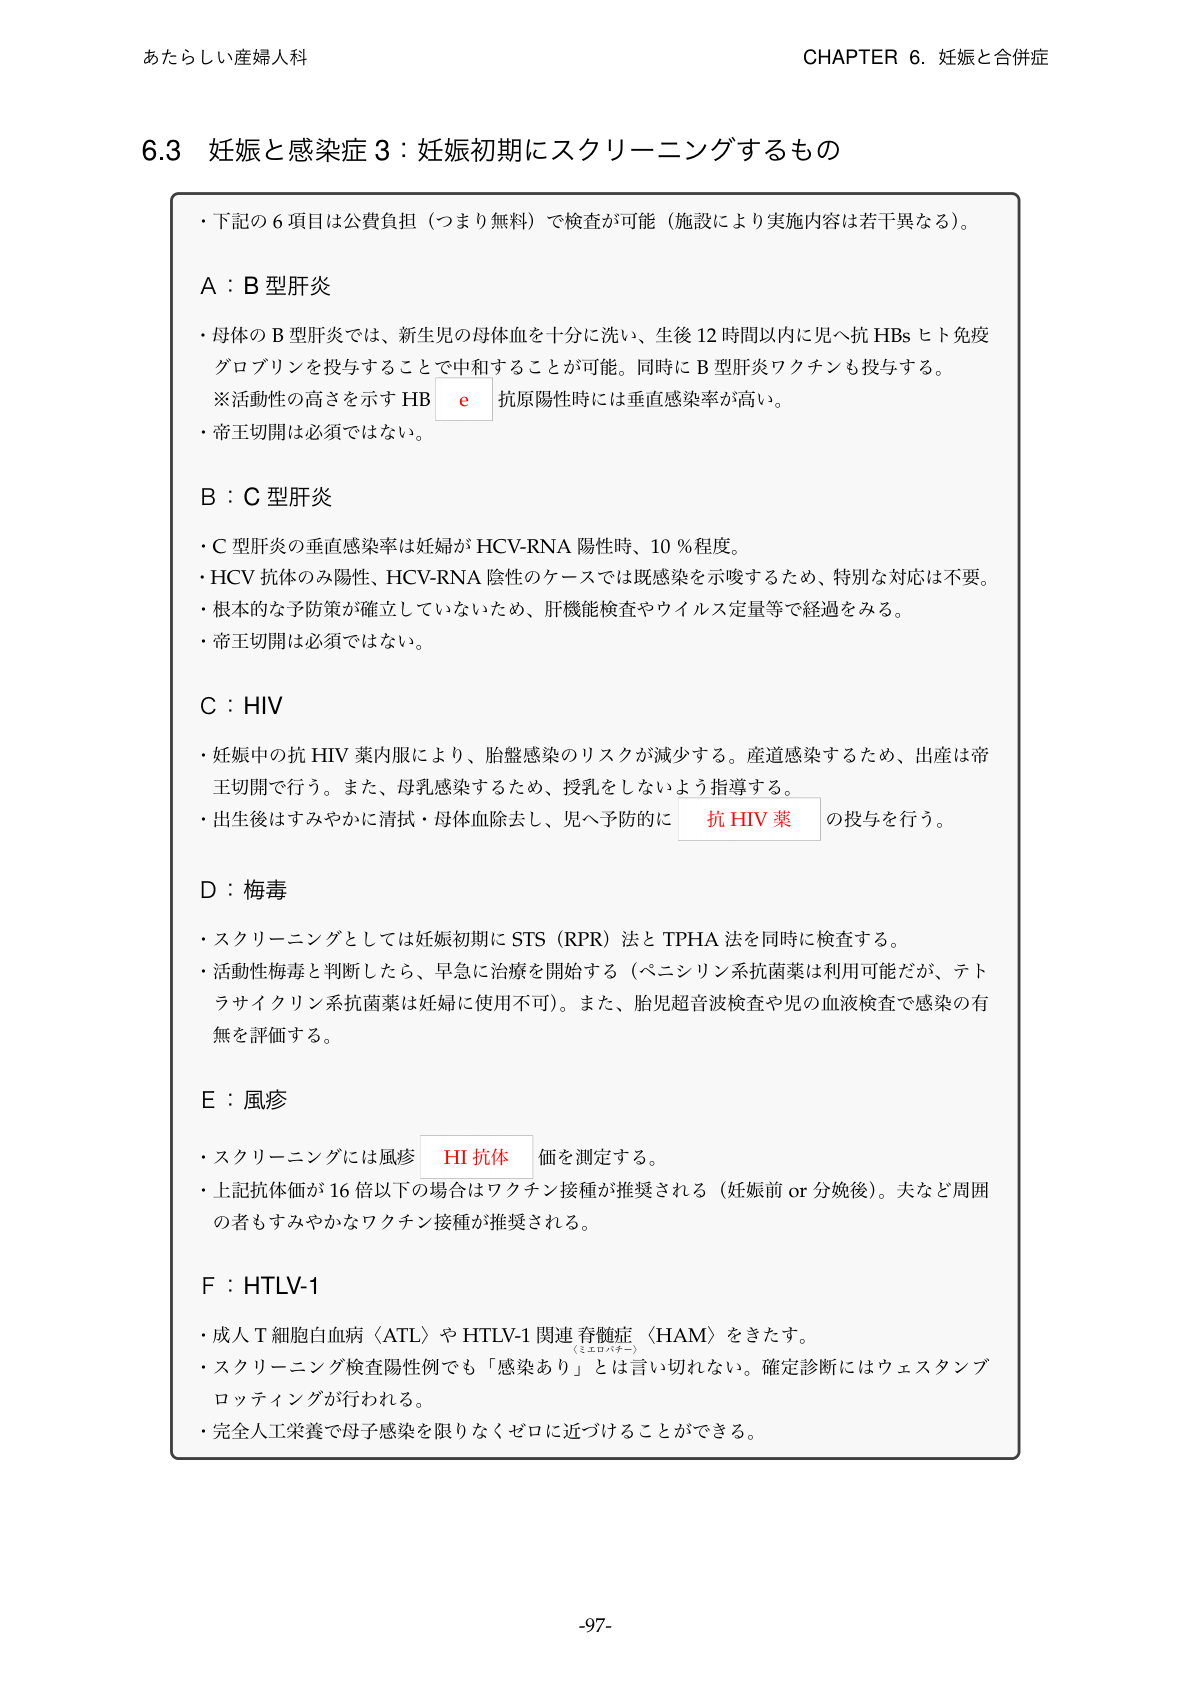 あたらしい産婦人科
CHAPTER 6. 妊娠と合併症
6.3 妊娠と感染症 3：妊娠初期にスクリーニングするもの
・下記の 6 項目は公費負担（つまり無料）で検査が可能（施設により実施内容は若干異なる）。
A：B 型肝炎
・母体の B 型肝炎では、新生児の母体血を十分に洗い、生後 12 時間以内に児へ抗 HBs ヒト免疫
グロブリンを投与することで中和することが可能。同時に B 型肝炎ワクチンも投与する。
※活動性の高さを示す HB e 抗原陽性時には垂直感染率が高い。
・帝王切開は必須ではない。
B：C 型肝炎
・C 型肝炎の垂直感染率は妊婦が HCV-RNA 陽性時、10 %程度。
・HCV 抗体のみ陽性、HCV-RNA 陰性のケースでは既感染を示唆するため、特別な対応は不要。
・根本的な予防策が確立していないため、肝機能検査やウイルス定量等で経過をみる。
・帝王切開は必須ではない。
C：HIV
・妊娠中の抗 HIV 薬内服により、胎盤感染のリスクが減少する。産道感染するため、出産は帝
王切開で行う。また、母乳感染するため、授乳をしないよう指導する。
・出生後はすみやかに清拭・母体血除去し、児へ予防的に 抗 HIV 薬 の投与を行う。
D：梅毒
・スクリーニングとしては妊娠初期に STS（RPR）法と TPHA 法を同時に検査する。
・活動性梅毒と判断したら、早急に治療を開始する（ペニシリン系抗菌薬は利用可能だが、テト
ラサイクリン系抗菌薬は妊婦に使用不可）。また、胎児超音波検査や児の血液検査で感染の有
無を評価する。
E：風疹
・スクリーニングには風疹 HI 抗体 価を測定する。
・上記抗体価が 16 倍以下の場合はワクチン接種が推奨される（妊娠前 or 分娩後）。夫など周囲
の者もすみやかなワクチン接種が推奨される。
F：HTLV-1
・成人 T 細胞白血病〈ATL〉や HTLV-1 関連 脊髄症 〈HAM〉をきたす。
〈ミエロパチー〉
・スクリーニング検査陽性例でも「感染あり」とは言い切れない。確定診断にはウェスタンブ
ロッティングが行われる。
・完全人工栄養で母子感染を限りなくゼロに近づけることができる。
-97-